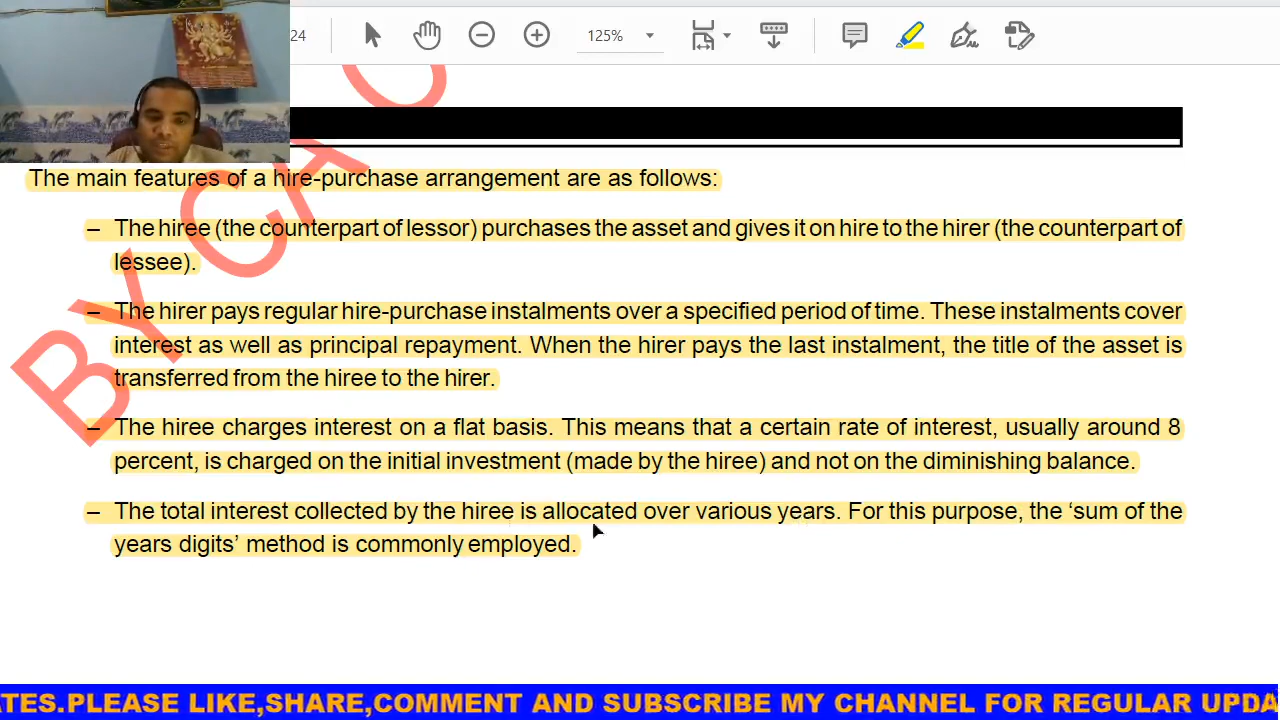 24
125%
The main features of a hire-purchase arrangement are as follows:
– The hiree (the counterpart of lessor) purchases the asset and gives it on hire to the hirer (the counterpart of
lessee).
– The hirer pays regular hire-purchase instalments over a specified period of time. These instalments cover
interest as well as principal repayment. When the hirer pays the last instalment, the title of the asset is
transferred from the hiree to the hirer.
– The hiree charges interest on a flat basis. This means that a certain rate of interest, usually around 8
percent, is charged on the initial investment (made by the hiree) and not on the diminishing balance.
– The total interest collected by the hiree is allocated over various years. For this purpose, the ‘sum of the
years digits’ method is commonly employed.
BY CA
TES.PLEASE LIKE,SHARE,COMMENT AND SUBSCRIBE MY CHANNEL FOR REGULAR UPDA